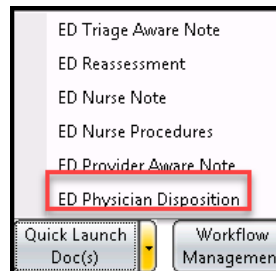 ED Triage Aware Note
ED Reassessment
ED Nurse Note
ED Nurse Procedures
ED Provider Aware Note
ED Physician Disposition
Quick Launch
Doc(s)
Workflow
Management